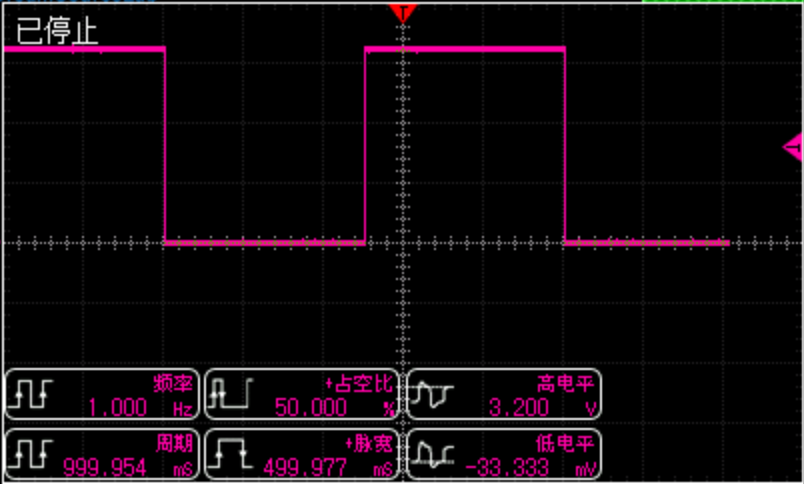 T
已停止
T
频率
1.000 Hz
+占空比
50.000 %
高电平
3.200 V
周期
999.954 mS
+脉宽
499.977 mS
低电平
-33.333 mV